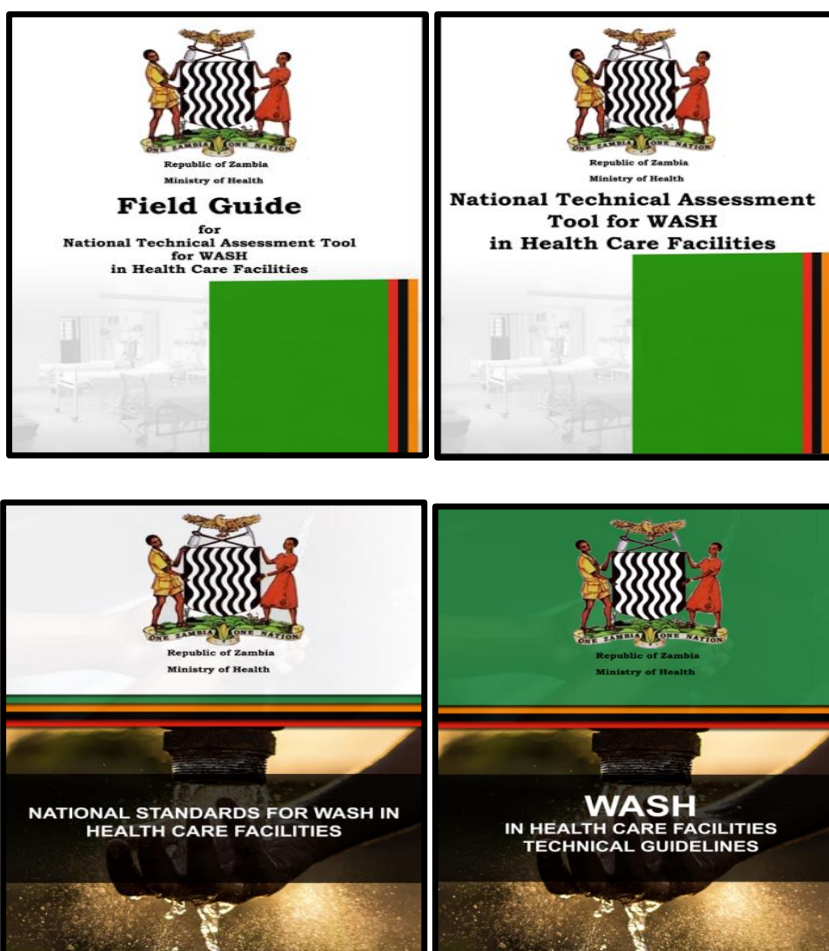 ONE ZAMBIA ONE NATION
Republic of Zambia
Ministry of Health
Field Guide
for
National Technical Assessment Tool
for WASH
in Health Care Facilities
ONE ZAMBIA ONE NATION
Republic of Zambia
Ministry of Health
National Technical Assessment
Tool for WASH
in Health Care Facilities
ONE ZAMBIA ONE NATION
Republic of Zambia
Ministry of Health
NATIONAL STANDARDS FOR WASH IN
HEALTH CARE FACILITIES
ONE ZAMBIA ONE NATION
Republic of Zambia
Ministry of Health
WASH
IN HEALTH CARE FACILITIES
TECHNICAL GUIDELINES